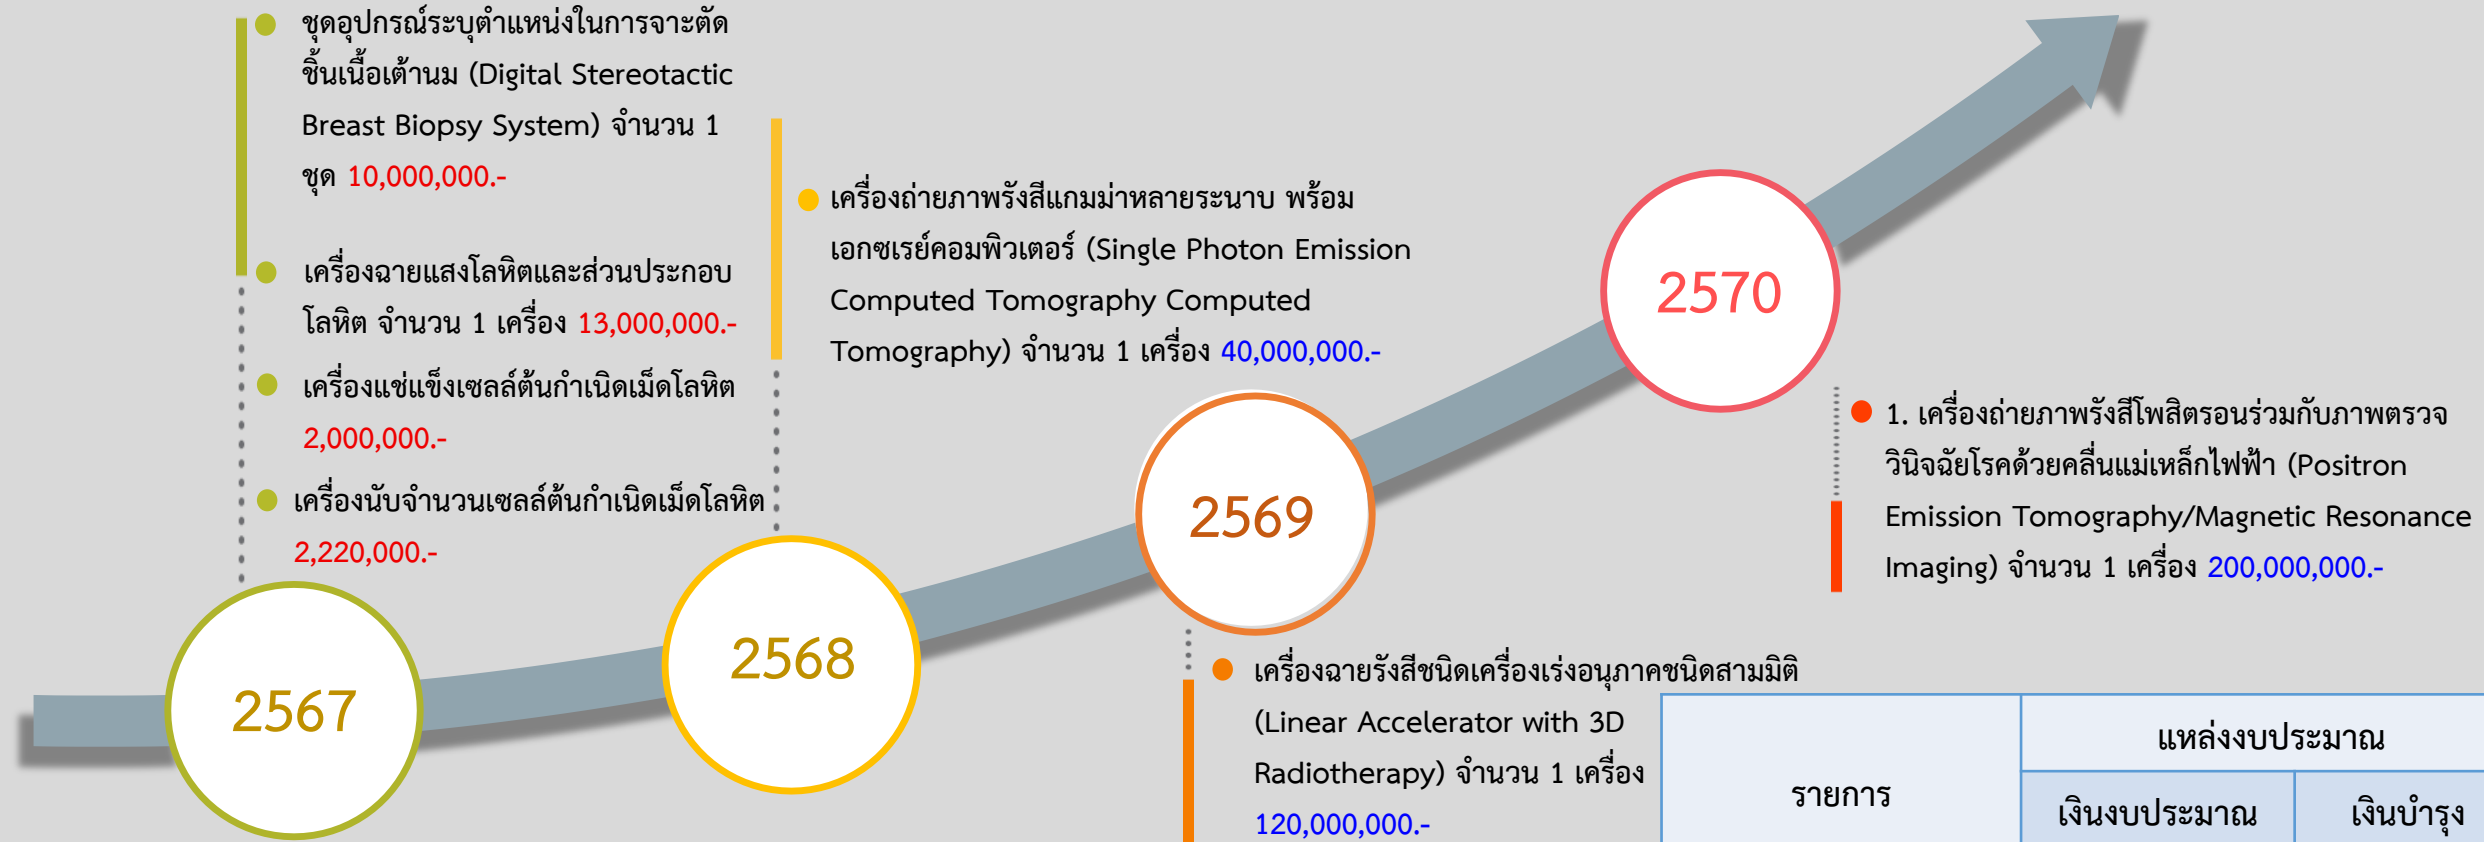 ชุดอุปกรณ์ระบุตำแหน่งในการจาะตัด
ชิ้นเนื้อเต้านม (Digital Stereotactic
Breast Biopsy System) จำนวน 1
ชุด 10,000,000.-
เครื่องฉายแสงโลหิตและส่วนประกอบ
โลหิต จำนวน 1 เครื่อง 13,000,000.-
เครื่องแช่แข็งเซลล์ต้นกำเนิดเม็ดโลหิต
2,000,000.-
เครื่องนับจำนวนเซลล์ต้นกำเนิดเม็ดโลหิต
2,220,000.-
2567
เครื่องถ่ายภาพรังสีแกมม่าหลายระนาบ พร้อม
เอกซเรย์คอมพิวเตอร์ (Single Photon Emission
Computed Tomography Computed
Tomography) จำนวน 1 เครื่อง 40,000,000.-
2568
2569
เครื่องฉายรังสีชนิดเครื่องเร่งอนุภาคชนิดสามมิติ
(Linear Accelerator with 3D
Radiotherapy) จำนวน 1 เครื่อง
120,000,000.-
2570
1. เครื่องถ่ายภาพรังสีโพสิตรอนร่วมกับภาพตรวจ
วินิจฉัยโรคด้วยคลื่นแม่เหล็กไฟฟ้า (Positron
Emission Tomography/Magnetic Resonance
Imaging) จำนวน 1 เครื่อง 200,000,000.-
รายการ
แหล่งงบประมาณ
เงินงบประมาณ
เงินบำรุง